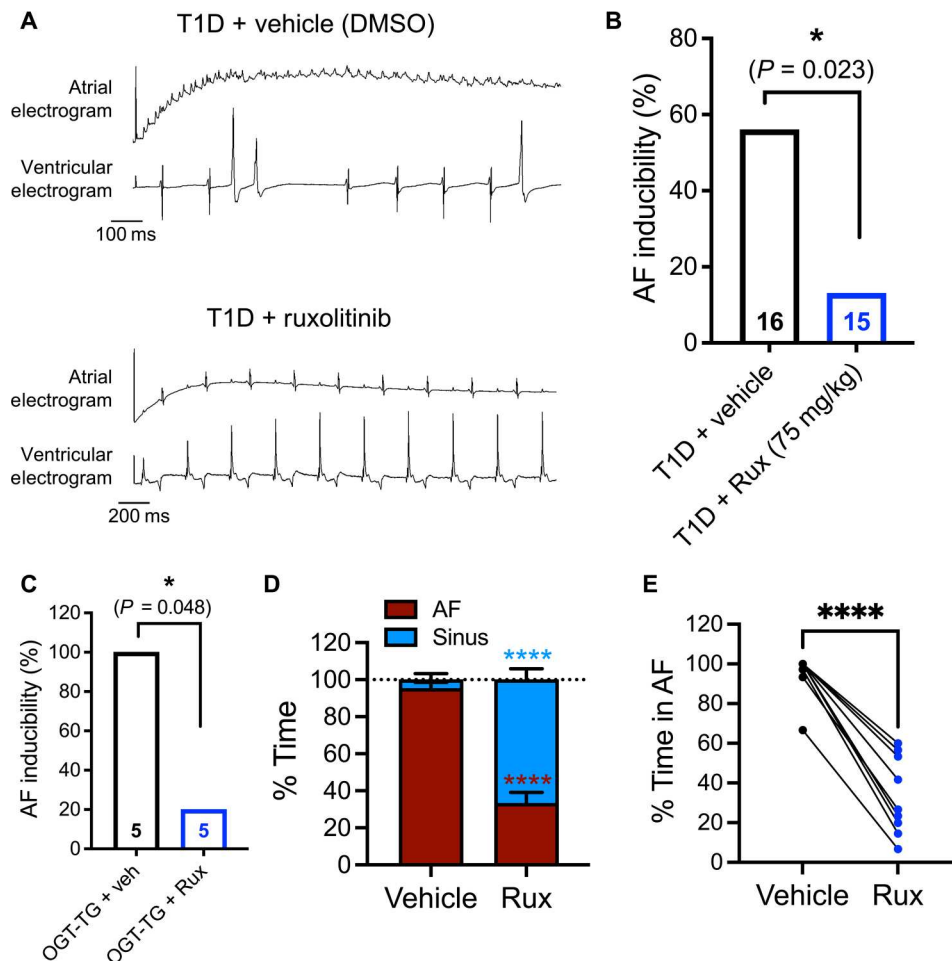 A
T1D + vehicle (DMSO)
Atrial
electrogram
Ventricular
electrogram
100 ms
T1D + ruxolitinib
Atrial
electrogram
Ventricular
electrogram
200 ms
B
*
(P = 0.023)
AF inducibility (%)
80
60
40
20
0
16
15
T1D + vehicle
T1D + Rux (75 mg/kg)
C
*
(P = 0.048)
AF inducibility (%)
120
100
80
60
40
20
0
5
5
OGT-TG + veh
OGT-TG + Rux
D
AF
Sinus
% Time
120
100
80
60
40
20
0
****
****
Vehicle
Rux
E
****
% Time in AF
120
100
80
60
40
20
0
Vehicle
Rux